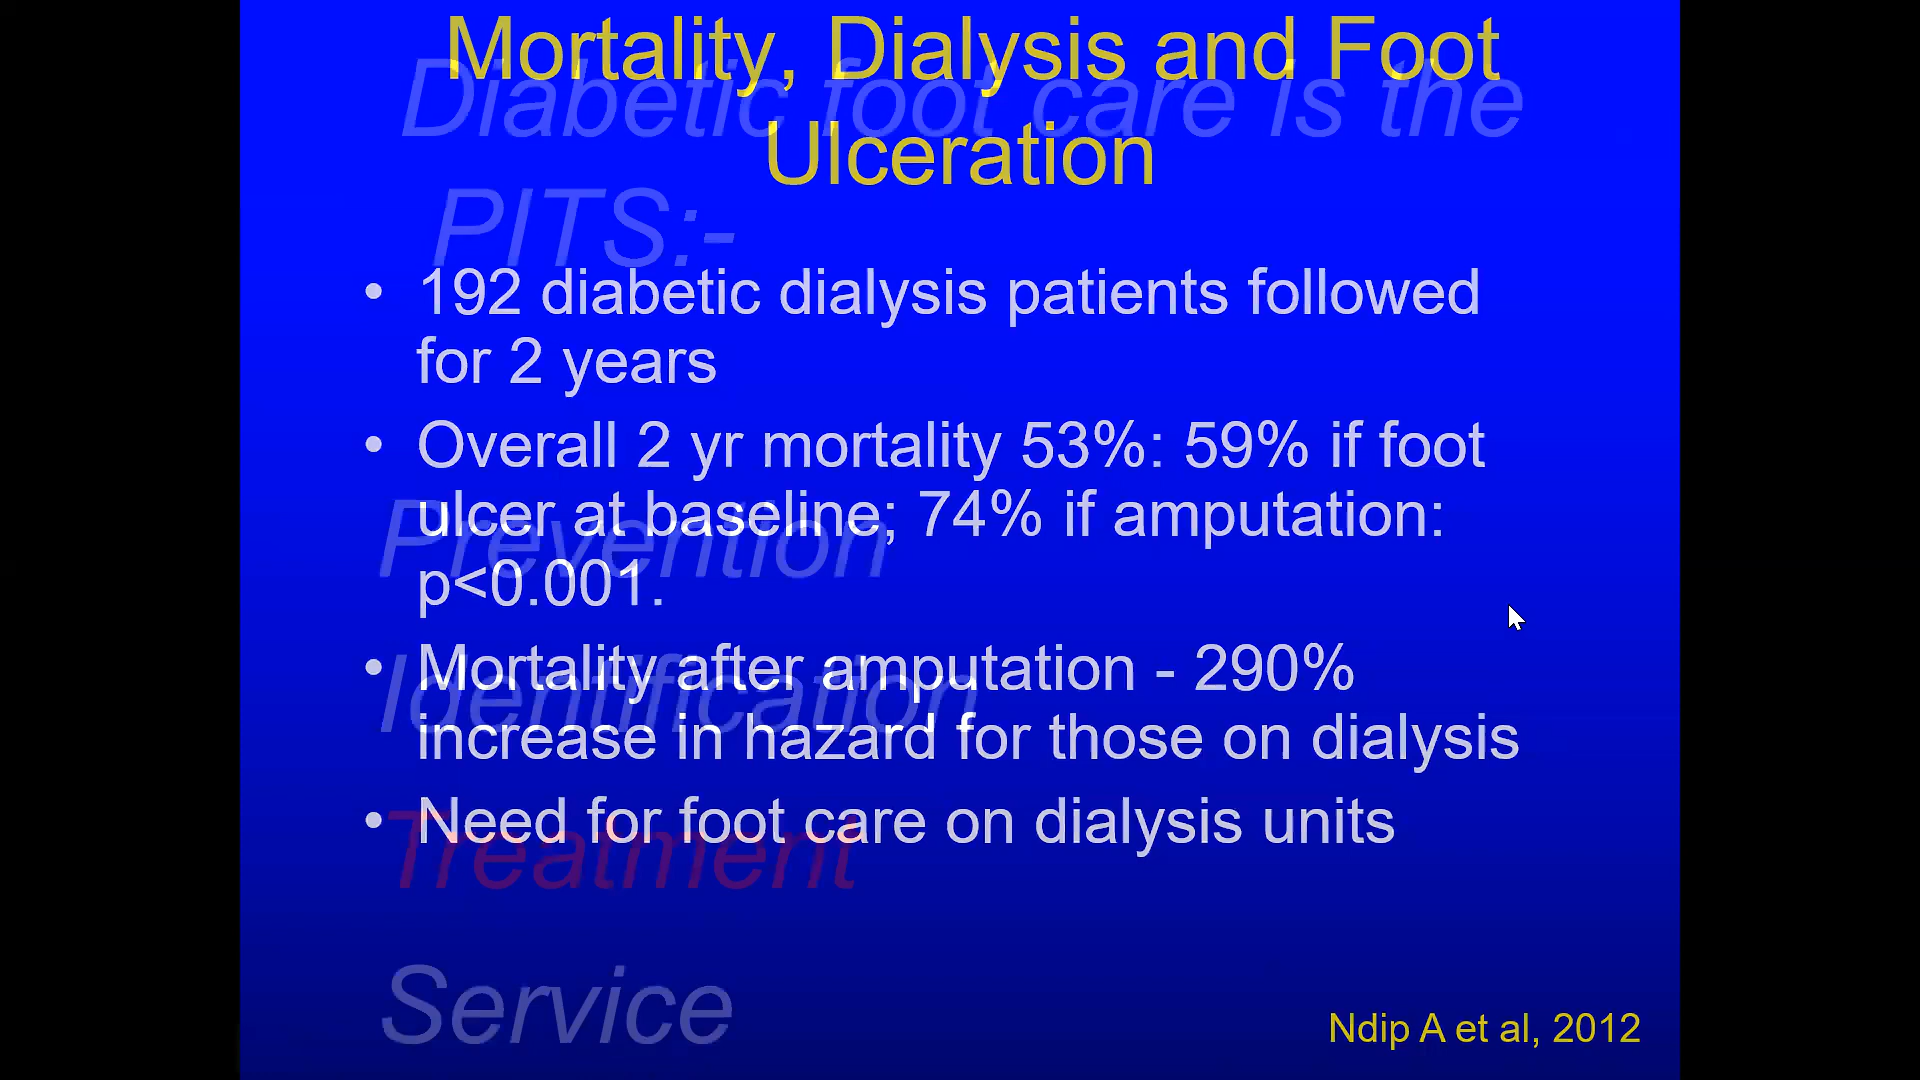 Mortality, Dialysis and Foot
Ulceration
Diabetic foot care is the
PITS:-
• 192 diabetic dialysis patients followed
for 2 years
• Overall 2 yr mortality 53%: 59% if foot
ulcer at baseline; 74% if amputation:
p<0.001.
• Mortality after amputation - 290%
increase in hazard for those on dialysis
• Need for foot care on dialysis units
Prevention
Identification
Treatment
Service
Ndip A et al, 2012